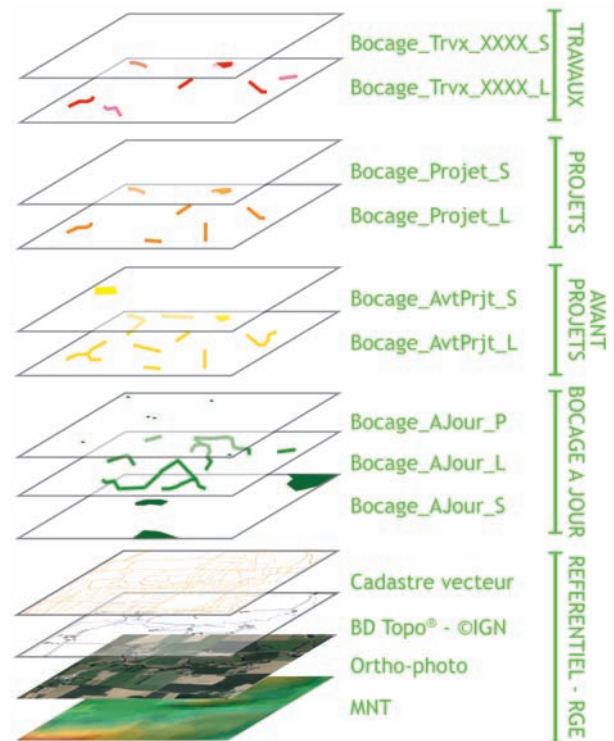 Bocage_Trvx_XXXX_S
Bocage_Trvx_XXXX_L
TRAVAUX
Bocage_Projet_S
Bocage_Projet_L
PROJETS
Bocage_AvtPrjt_S
Bocage_AvtPrjt_L
AVANT
PROJETS
Bocage_AJour_P
Bocage_AJour_L
Bocage_AJour_S
BOCAGE A JOUR
Cadastre vecteur
BD Topo® - ©IGN
Ortho-photo
MNT
REFERENTIEL - RGE